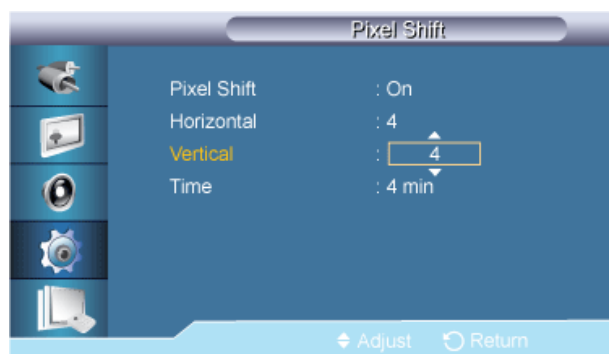 Pixel Shift
Pixel Shift : On
Horizontal : 4
Vertical : 4
Time : 4 min
Adjust Return